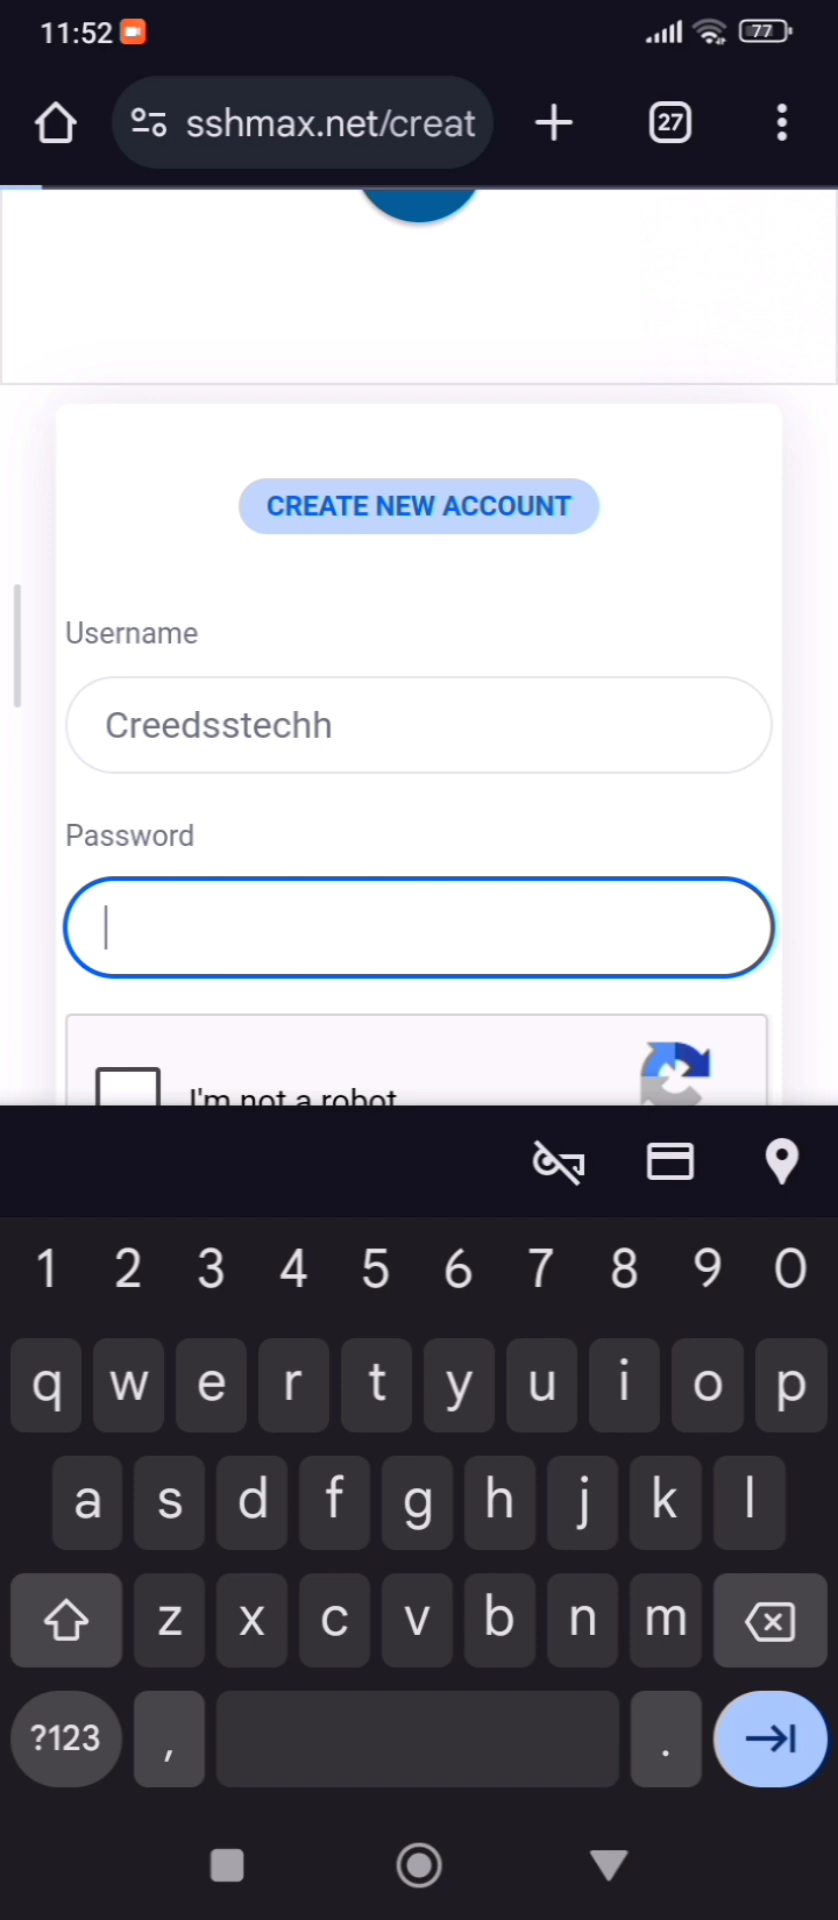 11:52
77
sshmax.net/creat
27
CREATE NEW ACCOUNT
Username
Creedsstechh
Password
I'm not a robot
1 2 3 4 5 6 7 8 9 0
q w e r t y u i o p
a s d f g h j k l
z x c v b n m
?123 , .